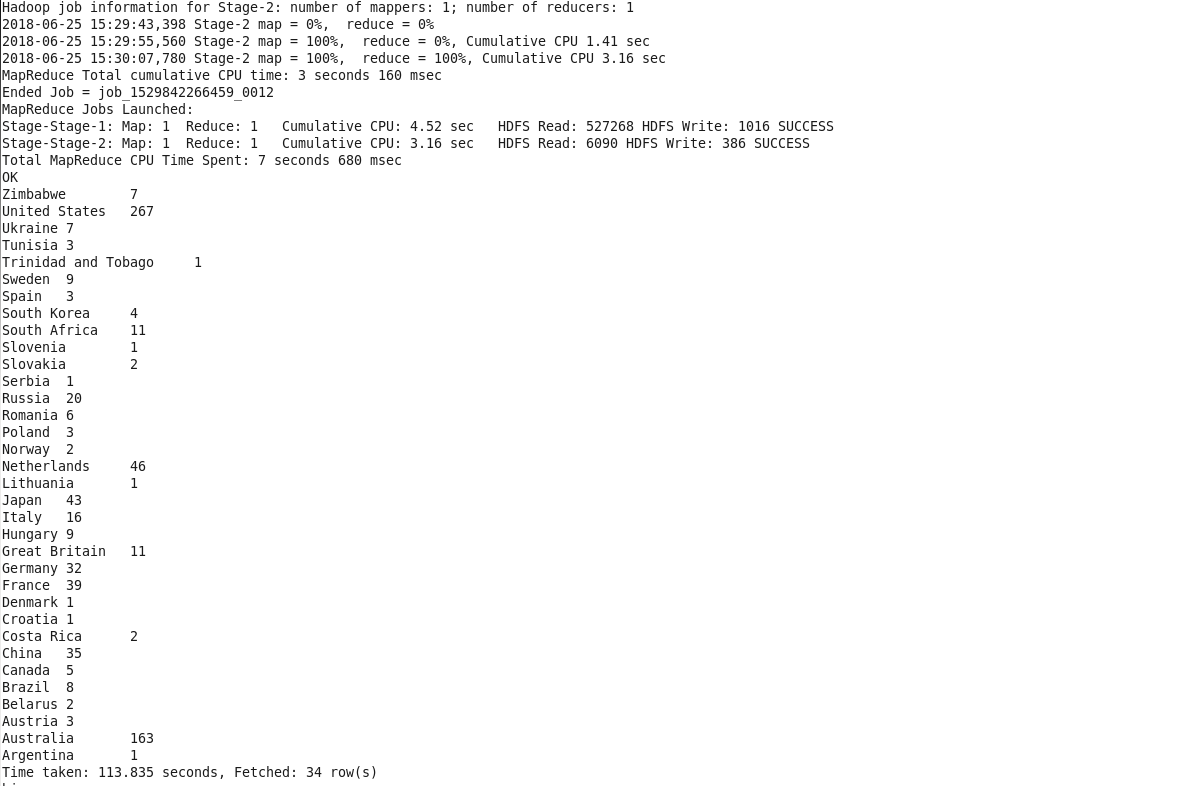 Hadoop job information for Stage-2: number of mappers: 1; number of reducers: 1
2018-06-25 15:29:43,398 Stage-2 map = 0%,  reduce = 0%
2018-06-25 15:29:55,560 Stage-2 map = 100%,  reduce = 0%, Cumulative CPU 1.41 sec
2018-06-25 15:30:07,780 Stage-2 map = 100%,  reduce = 100%, Cumulative CPU 3.16 sec
MapReduce Total cumulative CPU time: 3 seconds 160 msec
Ended Job = job_1529842266459_0012
MapReduce Jobs Launched:
Stage-Stage-1: Map: 1  Reduce: 1   Cumulative CPU: 4.52 sec   HDFS Read: 527268 HDFS Write: 1016 SUCCESS
Stage-Stage-2: Map: 1  Reduce: 1   Cumulative CPU: 3.16 sec   HDFS Read: 6090 HDFS Write: 386 SUCCESS
Total MapReduce CPU Time Spent: 7 seconds 680 msec
OK
Zimbabwe	7
United States	267
Ukraine	7
Tunisia	3
Trinidad and Tobago	1
Sweden	9
Spain	3
South Korea	4
South Africa	11
Slovenia	1
Slovakia	2
Serbia	1
Russia	20
Romania	6
Poland	3
Norway	2
Netherlands	46
Lithuania	1
Japan	43
Italy	16
Hungary	9
Great Britain	11
Germany	32
France	39
Denmark	1
Croatia	1
Costa Rica	2
China	35
Canada	5
Brazil	8
Belarus	2
Austria	3
Australia	163
Argentina	1
Time taken: 113.835 seconds, Fetched: 34 row(s)